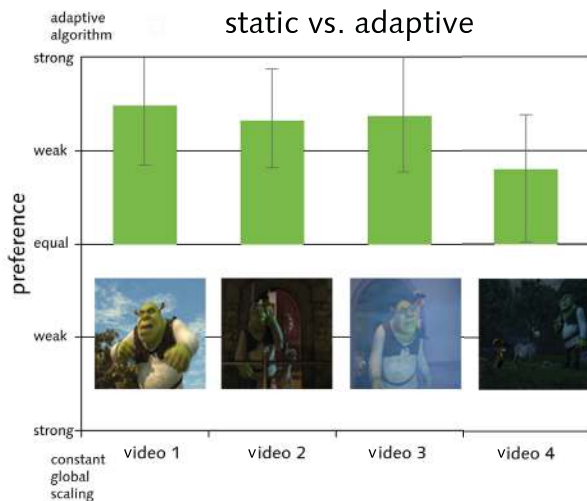 adaptive
algorithm
static vs. adaptive
strong
weak
equal
preference
weak
strong
constant
global
scaling
video 1
video 2
video 3
video 4